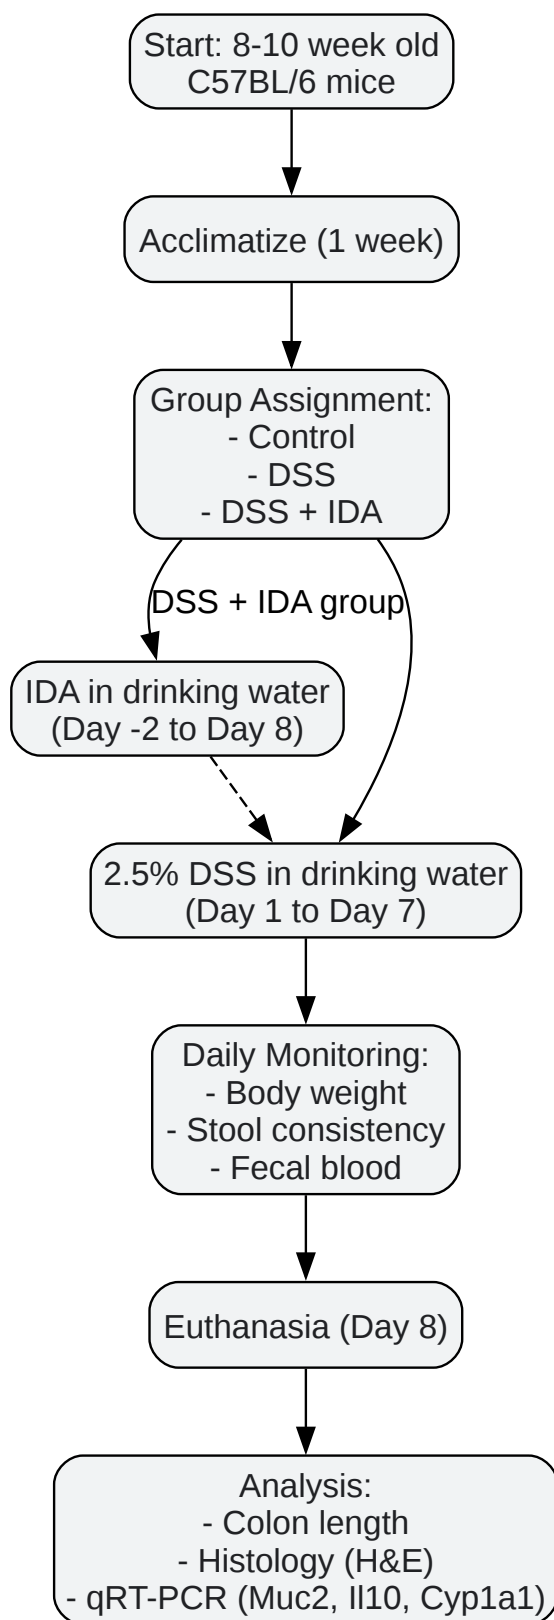 Start: 8-10 week old
C57BL/6 mice
Acclimatize (1 week)
Group Assignment:
- Control
- DSS
- DSS + IDA
DSS + IDA group
IDA in drinking water
(Day -2 to Day 8)
2.5% DSS in drinking water
(Day 1 to Day 7)
Daily Monitoring:
- Body weight
- Stool consistency
- Fecal blood
Euthanasia (Day 8)
Analysis:
- Colon length
- Histology (H&E)
- qRT-PCR (Muc2, Il10, Cyp1a1)